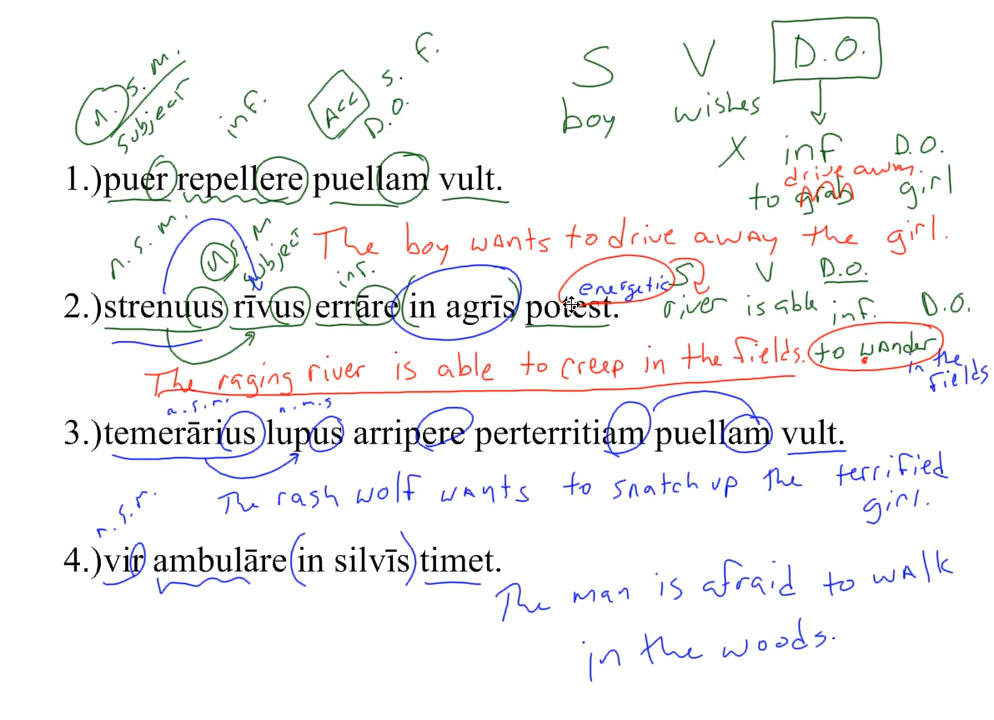 n. s. m.
subject
inf.
Acc s. f.
D.O.
S V D.O.
boy wishes
X inf D.O.
drive away
to grab girl
1.)puer repellere puellam vult.
The boy wants to drive away the girl.
n. s. m.
n. s. m
subject
inf.
energetic S V D.O.
2.)strenuus rīvus errāre in agrīs potest.
river is able inf. D.O.
The raging river is able to creep in the fields.
to wander
in the
fields
n. s. m. n. m. s
3.)temerārius lupus arripere perterritiam puellam vult.
The rash wolf wants to snatch up the terrified
girl.
4.)vir ambulāre (in silvīs) timet.
The man is afraid to walk
in the woods.